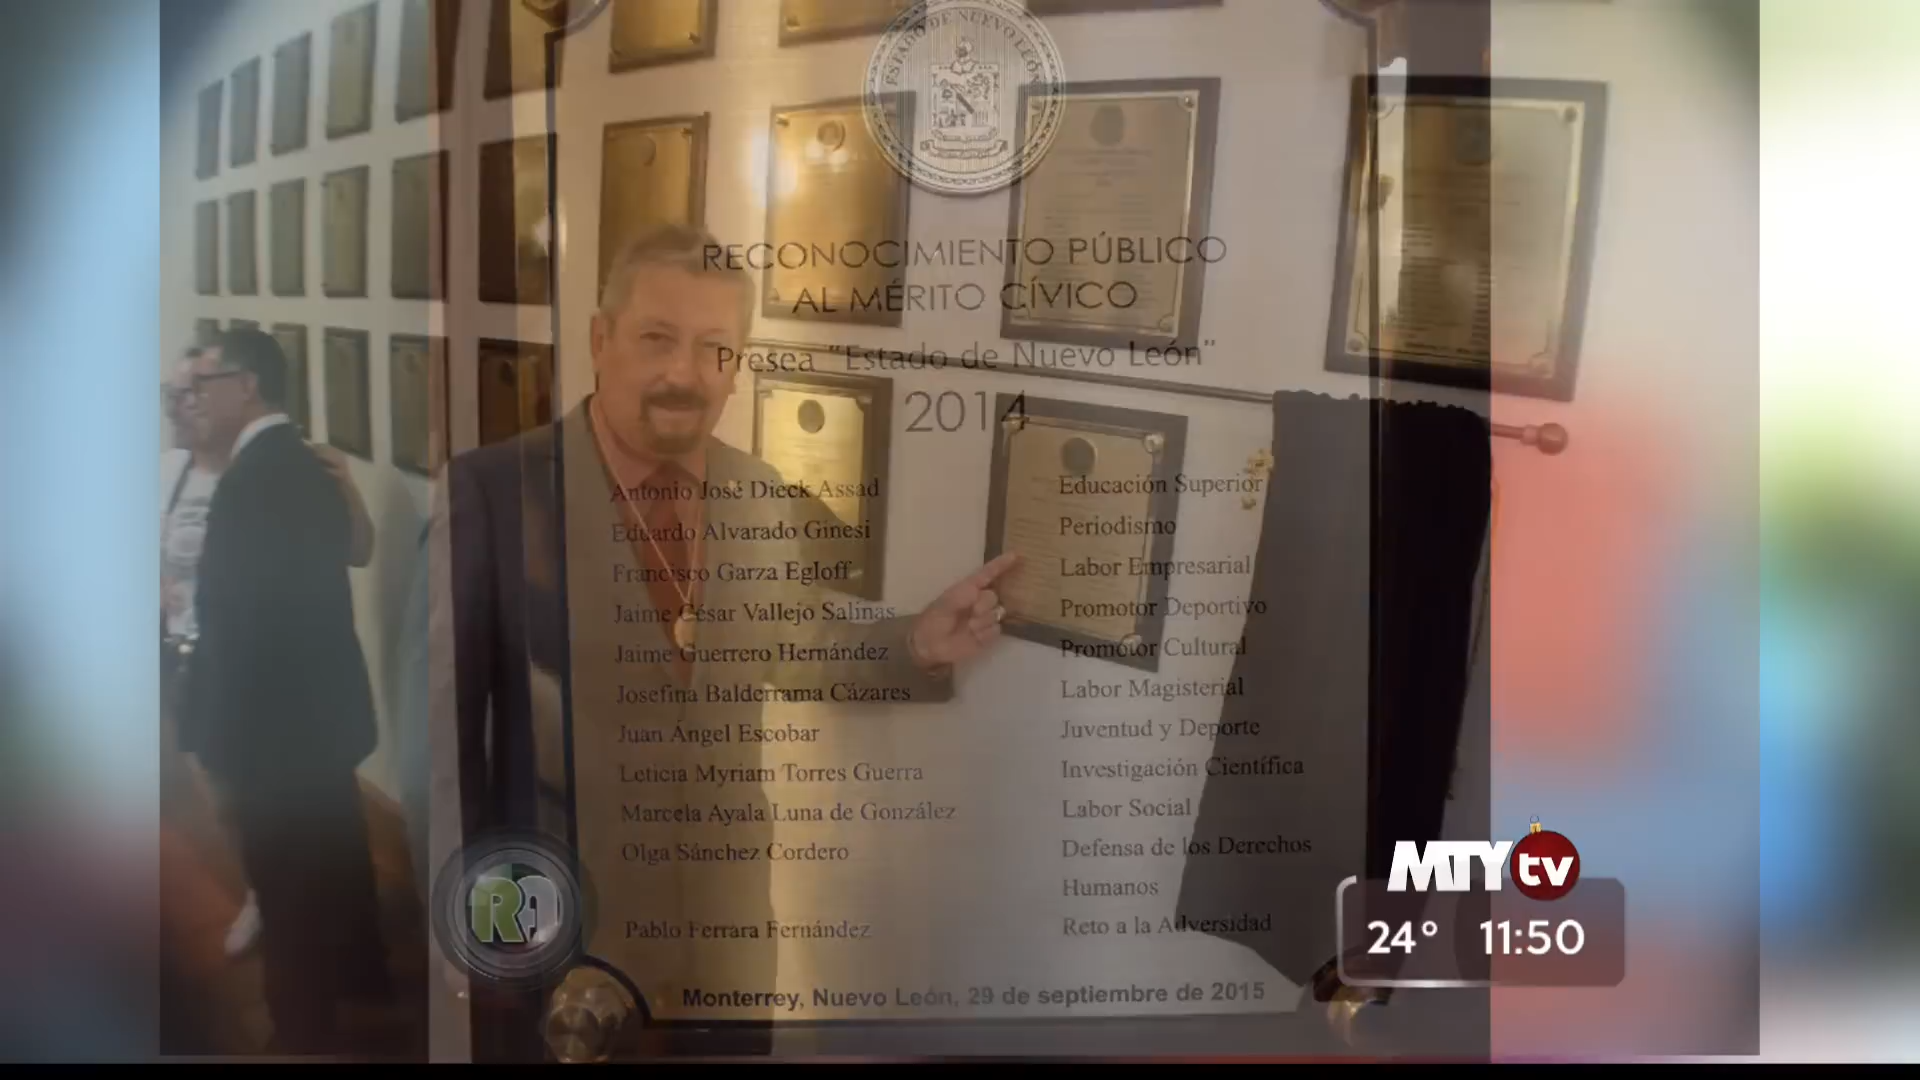 ESTADO DE NUEVO LEÓN
RECONOCIMIENTO PÚBLICO
AL MÉRITO CÍVICO
Presea "Estado de Nuevo León"
2014
Antonio José Dieck Assad Educación Superior
Eduardo Alvarado Ginesi Periodismo
Francisco Garza Egloff Labor Empresarial
Jaime César Vallejo Salinas Promotor Deportivo
Jaime Guerrero Hernández Promotor Cultural
Josefina Balderrama Cázares Labor Magisterial
Juan Ángel Escobar Juventud y Deporte
Leticia Myriam Torres Guerra Investigación Científica
Marcela Ayala Luna de González Labor Social
Olga Sánchez Cordero Defensa de los Derechos
Humanos
Pablo Ferrara Fernández Reto a la Adversidad
Monterrey, Nuevo León, 29 de septiembre de 2015
RA
MTY tv
24° 11:50